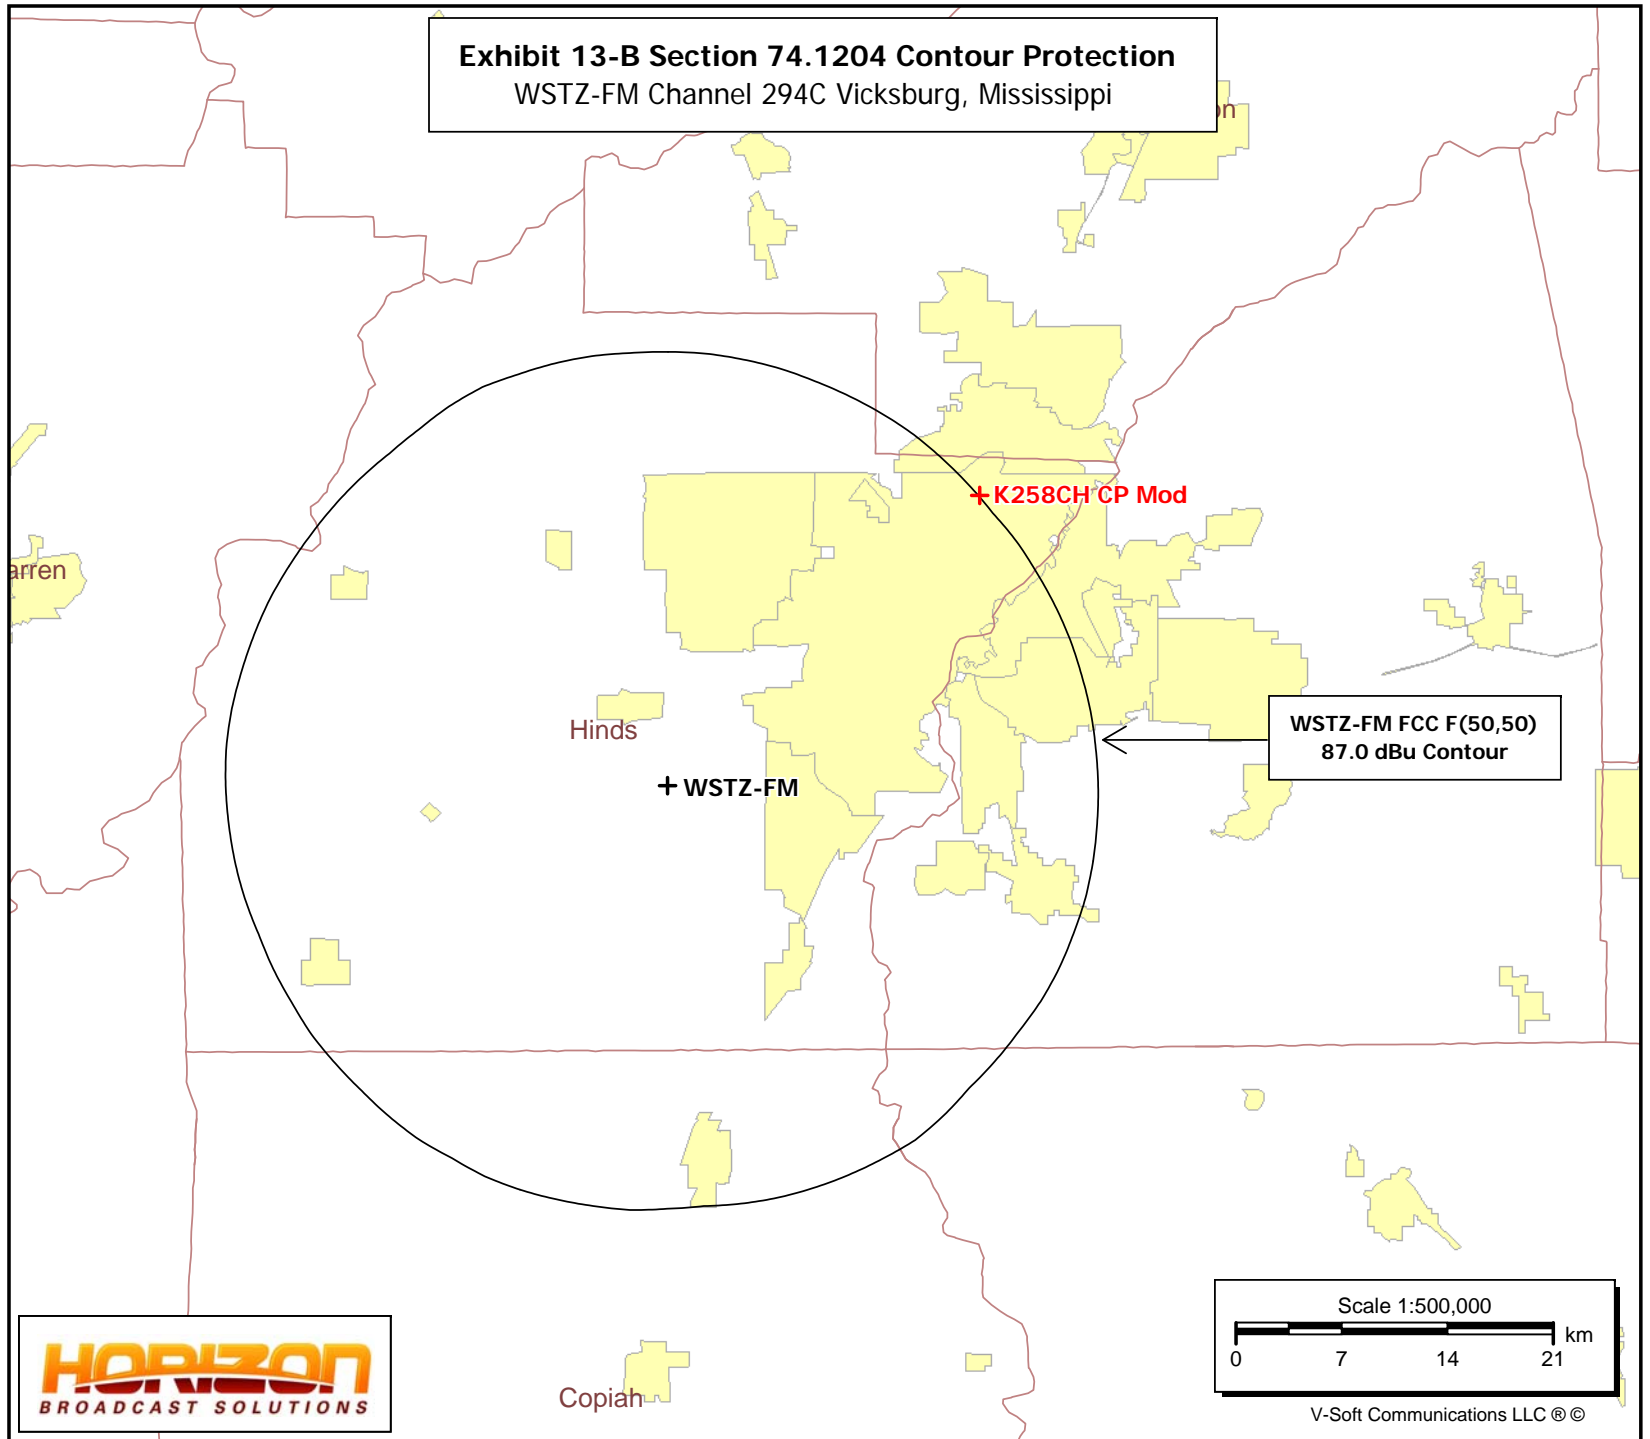 Exhibit 13-B Section 74.1204 Contour Protection
WSTZ-FM Channel 294C Vicksburg, Mississippi
K258CH CP Mod
Hinds
WSTZ-FM FCC F(50,50)
87.0 dBu Contour
WSTZ-FM
Scale 1:500,000
km
0 7 14 21
HORIZON
BROADCAST SOLUTIONS
Copiah
V-Soft Communications LLC ® ©